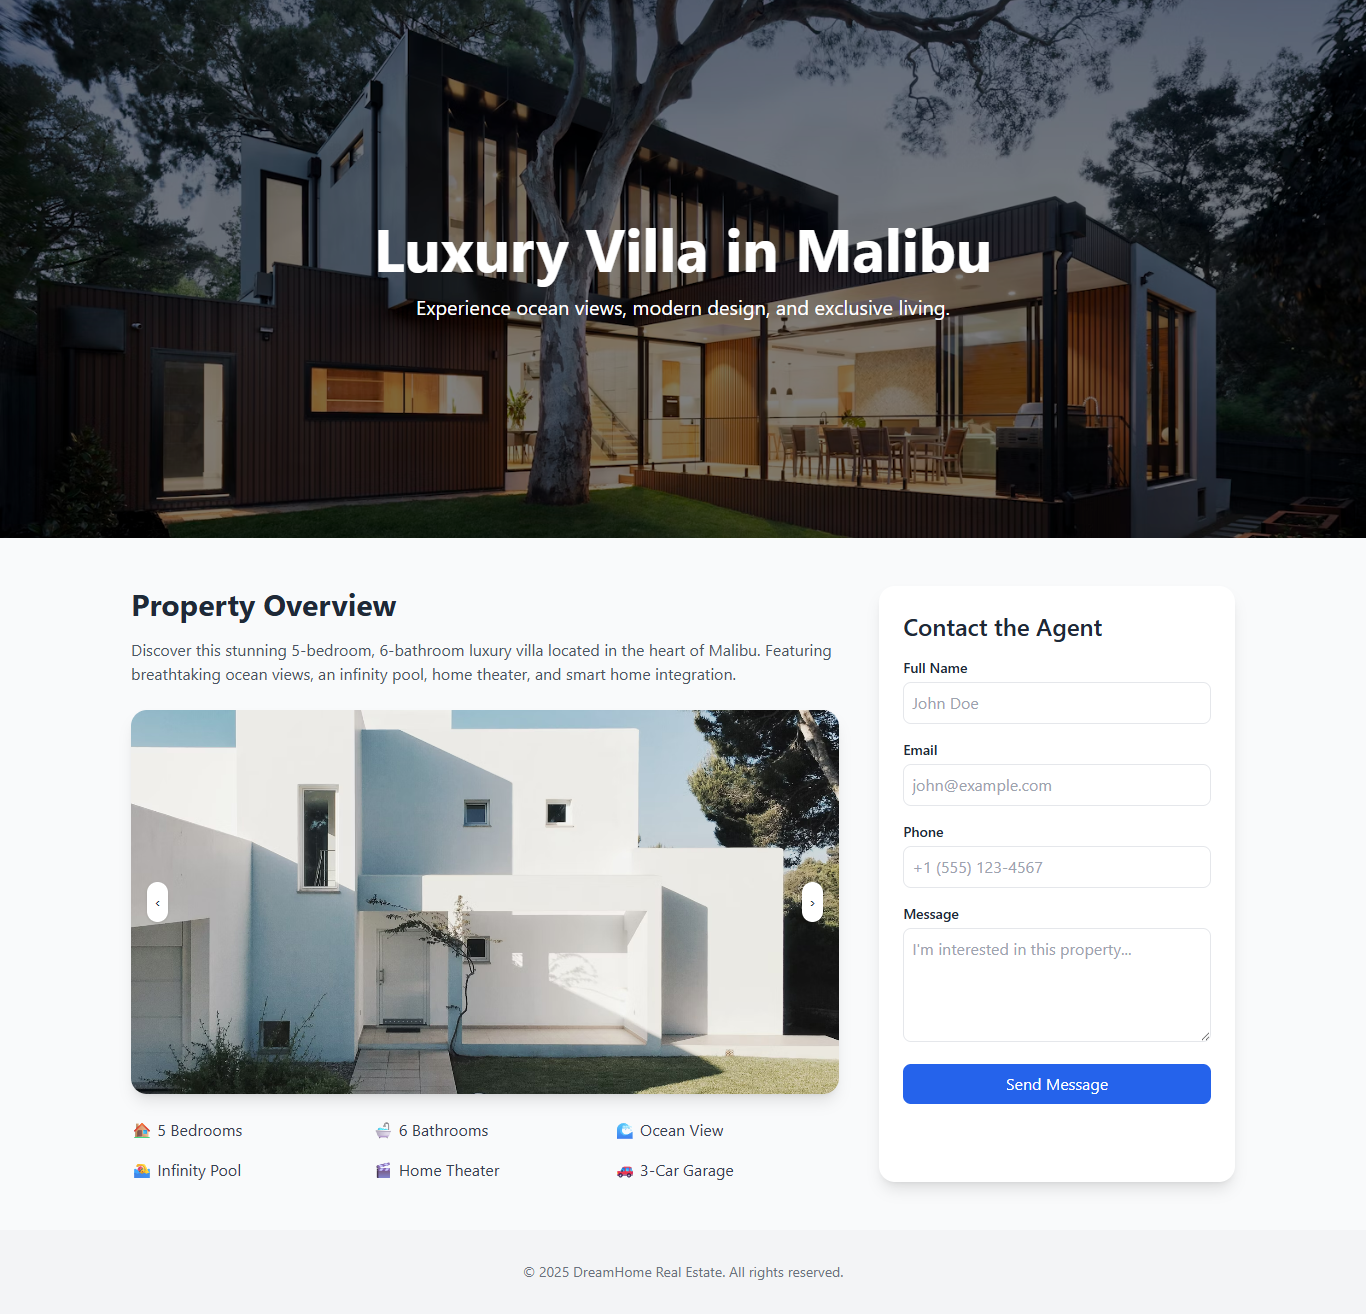 Luxury Villa in Malibu
Experience ocean views, modern design, and exclusive living.
Property Overview
Discover this stunning 5-bedroom, 6-bathroom luxury villa located in the heart of Malibu. Featuring
breathtaking ocean views, an infinity pool, home theater, and smart home integration.
‹
›
🏠 5 Bedrooms
🛁 6 Bathrooms
🌊 Ocean View
🏖️ Infinity Pool
🎬 Home Theater
🚗 3-Car Garage
Contact the Agent
Full Name
John Doe
Email
john@example.com
Phone
+1 (555) 123-4567
Message
I'm interested in this property...
Send Message
© 2025 DreamHome Real Estate. All rights reserved.